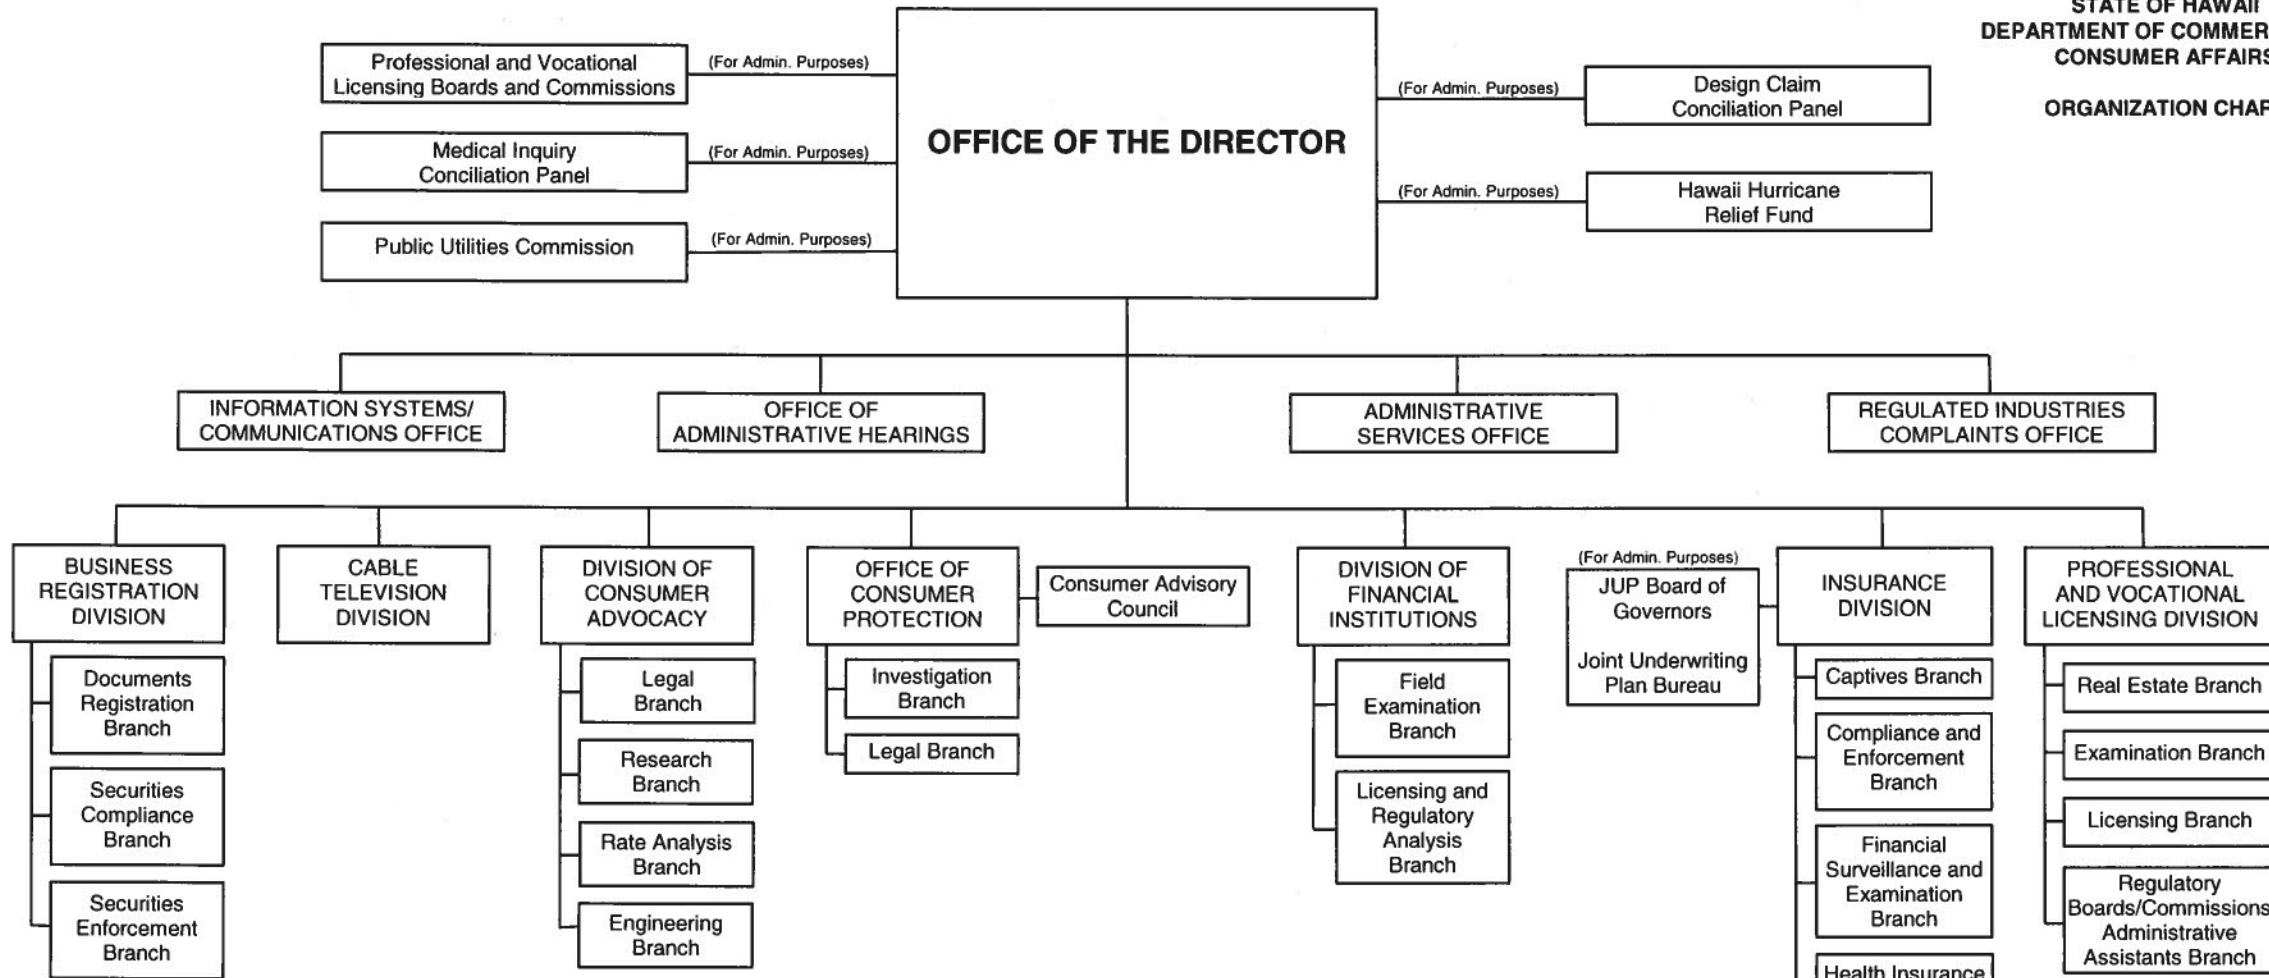 STATE OF HAWAII
DEPARTMENT OF COMMER
CONSUMER AFFAIRS
ORGANIZATION CHAR
Professional and Vocational
Licensing Boards and Commissions
(For Admin. Purposes)
Medical Inquiry
Conciliation Panel
(For Admin. Purposes)
Public Utilities Commission
(For Admin. Purposes)
OFFICE OF THE DIRECTOR
(For Admin. Purposes)
Design Claim
Conciliation Panel
(For Admin. Purposes)
Hawaii Hurricane
Relief Fund
INFORMATION SYSTEMS/
COMMUNICATIONS OFFICE
OFFICE OF
ADMINISTRATIVE HEARINGS
ADMINISTRATIVE
SERVICES OFFICE
REGULATED INDUSTRIES
COMPLAINTS OFFICE
BUSINESS
REGISTRATION
DIVISION
Documents
Registration
Branch
Securities
Compliance
Branch
Securities
Enforcement
Branch
CABLE
TELEVISION
DIVISION
DIVISION OF
CONSUMER
ADVOCACY
Legal
Branch
Research
Branch
Rate Analysis
Branch
Engineering
Branch
OFFICE OF
CONSUMER
PROTECTION
Consumer Advisory
Council
Investigation
Branch
Legal Branch
DIVISION OF
FINANCIAL
INSTITUTIONS
Field
Examination
Branch
Licensing and
Regulatory
Analysis
Branch
(For Admin. Purposes)
JUP Board of
Governors
Joint Underwriting
Plan Bureau
INSURANCE
DIVISION
Captives Branch
Compliance and
Enforcement
Branch
Financial
Surveillance and
Examination
Branch
Health Insurance
PROFESSIONAL
AND VOCATIONAL
LICENSING DIVISION
Real Estate Branch
Examination Branch
Licensing Branch
Regulatory
Boards/Commissions
Administrative
Assistants Branch